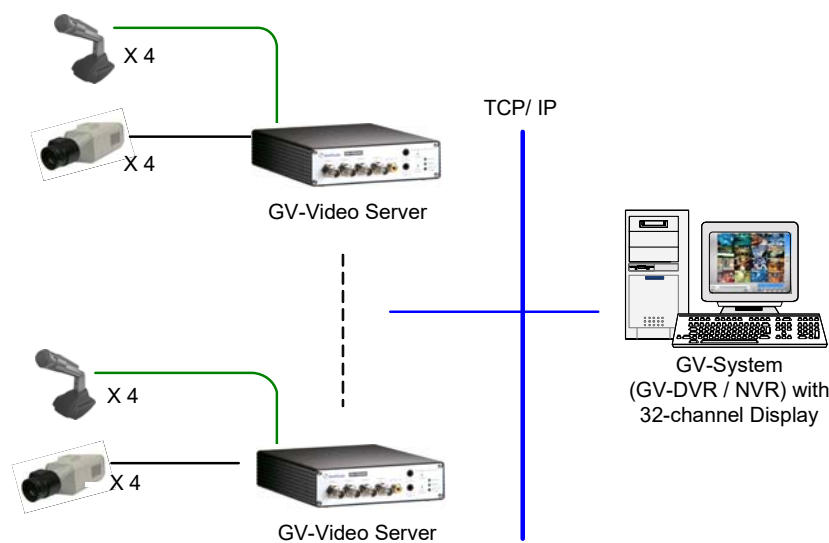 X 4
TCP/ IP
X 4
GV-Video Server
GV-System
(GV-DVR / NVR) with
32-channel Display
X 4
X 4
GV-Video Server